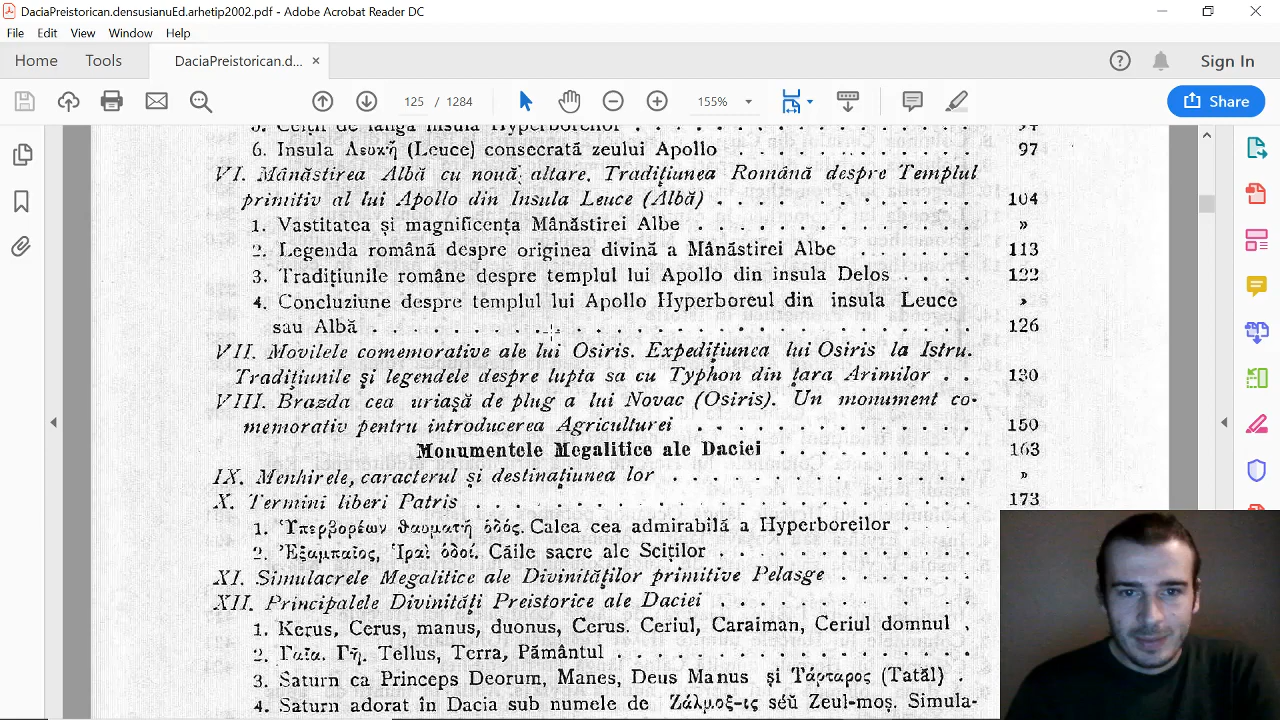 DaciaPreistorican.densusianuEd.arhetip2002.pdf - Adobe Acrobat Reader DC
File Edit View Window Help
Home Tools DaciaPreistorican.d... × Sign In
125 / 1284 155% Share
6. Insula Λευκή (Leuce) consecrată zeului Apollo 97
VI. Mânăstirea Albă cu nouă altare. Tradițiunea Română despre Templul
primitiv al lui Apollo din Insula Leuce (Albă) 104
1. Vastitatea și magnificența Mânăstirei Albe »
2. Legenda română despre originea divină a Mânăstirei Albe 113
3. Tradițiunile române despre templul lui Apollo din insula Delos 122
4. Concluziune despre templul lui Apollo Hyperboreul din insula Leuce »
sau Albă 126
VII. Movilele comemorative ale lui Osiris. Expedițiunea lui Osiris la Istru.
Tradițiunile și legendele despre lupta sa cu Typhon din țara Arimilor 130
VIII. Brazda cea uriașă de plug a lui Novac (Osiris). Un monument co-
memorativ pentru introducerea Agriculturei 150
Monumentele Megalitice ale Daciei 163
IX. Menhirele, caracterul și destinațiunea lor »
X. Termini liberi Patris 173
1. Ὑπερβορέων θαυματὴ ὁδός. Calea cea admirabilă a Hyperboreilor
2. Ἐξαμπαῖος, Ἱραὶ ὁδοί. Căile sacre ale Sciților
XI. Simulacrele Megalitice ale Divinităților primitive Pelasge
XII. Principalele Divinități Preistorice ale Daciei
1. Kerus, Cerus, manus, duonus, Cerus. Ceriul, Caraiman, Ceriul domnul
2. Γαῖα. Γῆ. Tellus, Terra, Pământul
3. Saturn ca Princeps Deorum, Manes, Deus Manus și Τάρταρος (Tatăl)
4. Saturn adorat în Dacia sub numele de Ζάλμοξ-ις séŭ Zeul-moș. Simula-